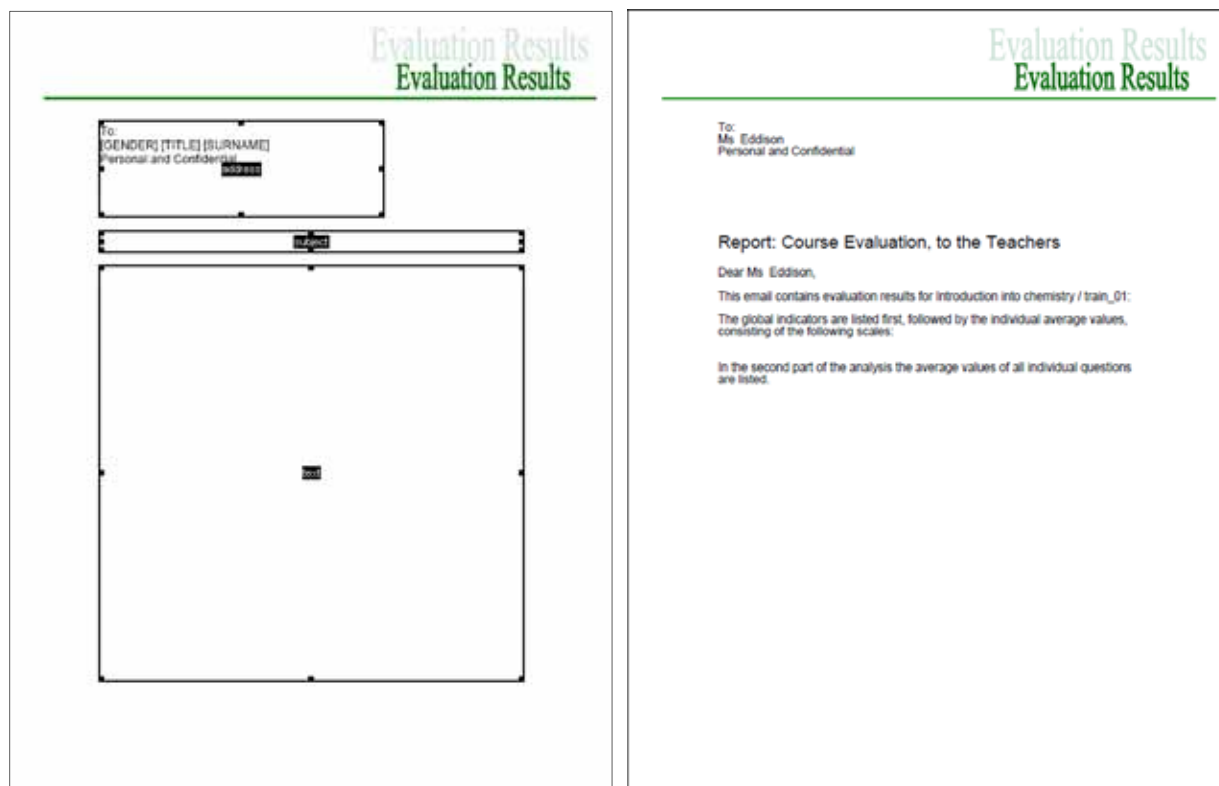 Evaluation Results
Evaluation Results
To:
[GENDER] [TITLE] [SURNAME]
Personal and Confidential
address
subject
text
Evaluation Results
Evaluation Results
To:
Ms Eddison
Personal and Confidential
Report: Course Evaluation, to the Teachers
Dear Ms Eddison,
This email contains evaluation results for Introduction into chemistry / train_01:
The global indicators are listed first, followed by the individual average values,
consisting of the following scales:
In the second part of the analysis the average values of all individual questions
are listed.